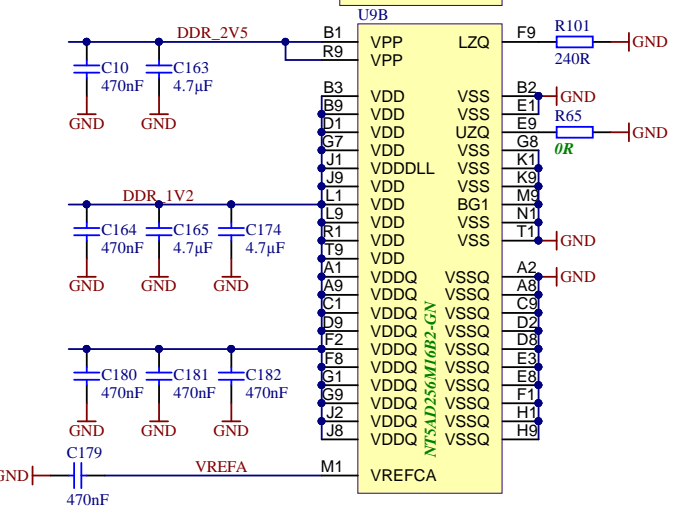 U9B
DDR_2V5
B1 VPP LZQ F9 R101 GND
R9 VPP 240R
C10 C163
470nF 4.7µF
GND GND
B3 VDD VSS B2 GND
B9 VDD VSS E1
D1 VDD UZQ E9 R65 GND
G7 VDD VSS G8 0R
J1 VDDDLL VSS K1
J9 VDD VSS K9
DDR_1V2
L1 VDD BG1 M9
L9 VDD VSS N1
R1 VDD VSS T1 GND
T9 VDD
C164 C165 C174
470nF 4.7µF 4.7µF
GND GND GND
A1 VDDQ VSSQ A2 GND
A9 VDDQ VSSQ A8
C1 VDDQ VSSQ C9
D9 VDDQ VSSQ D2
F2 VDDQ VSSQ D8
F8 VDDQ VSSQ E3
G1 VDDQ VSSQ E8
G9 VDDQ VSSQ F1
J2 VDDQ VSSQ H1
J8 VDDQ VSSQ H9
C180 C181 C182
470nF 470nF 470nF
GND GND GND
NT5AD256M16B2-GN
C179
GND VREFA M1 VREFCA
470nF